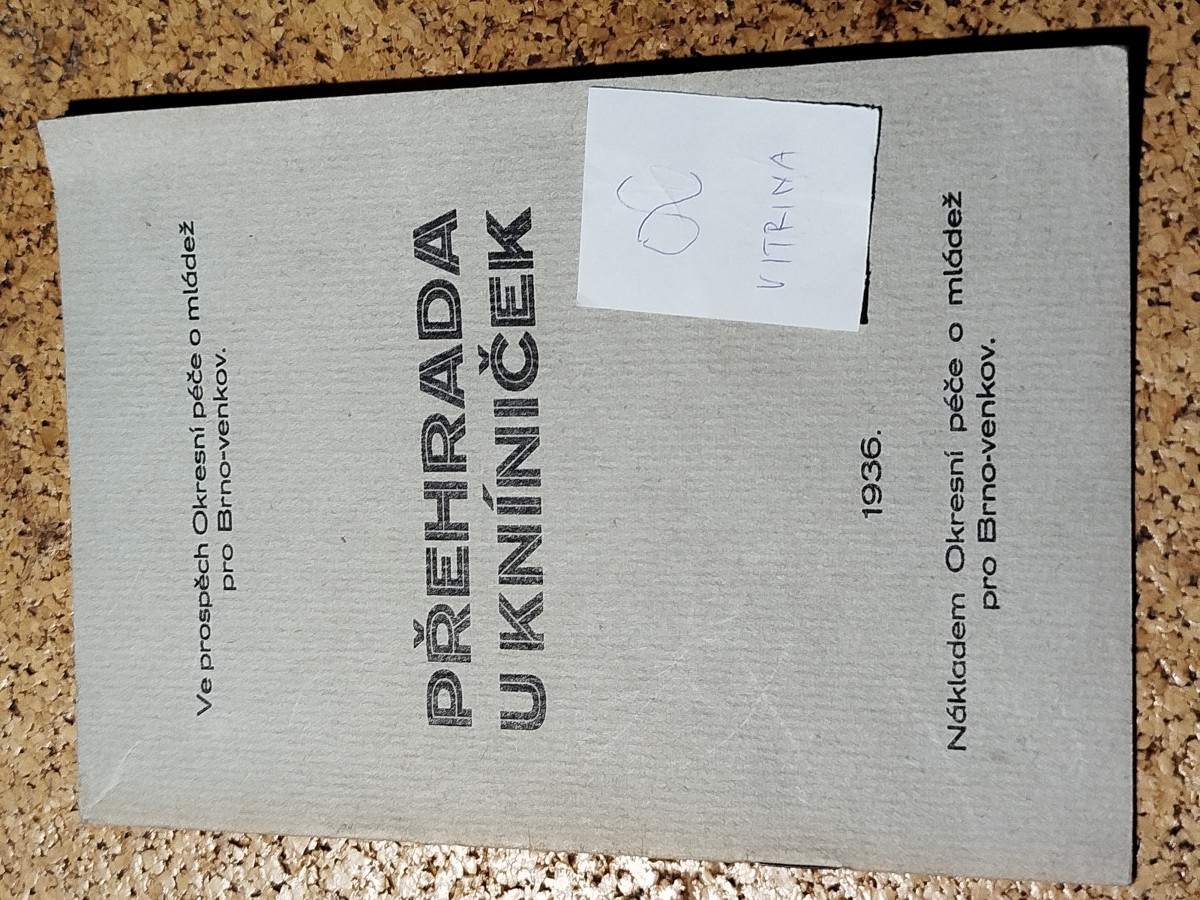 Ve prospěch Okresní péče o mládež
pro Brno-venkov.
PŘEHRADA
U KNÍNIČEK
VITRINA
1936.
Nákladem Okresní péče o mládež
pro Brno-venkov.